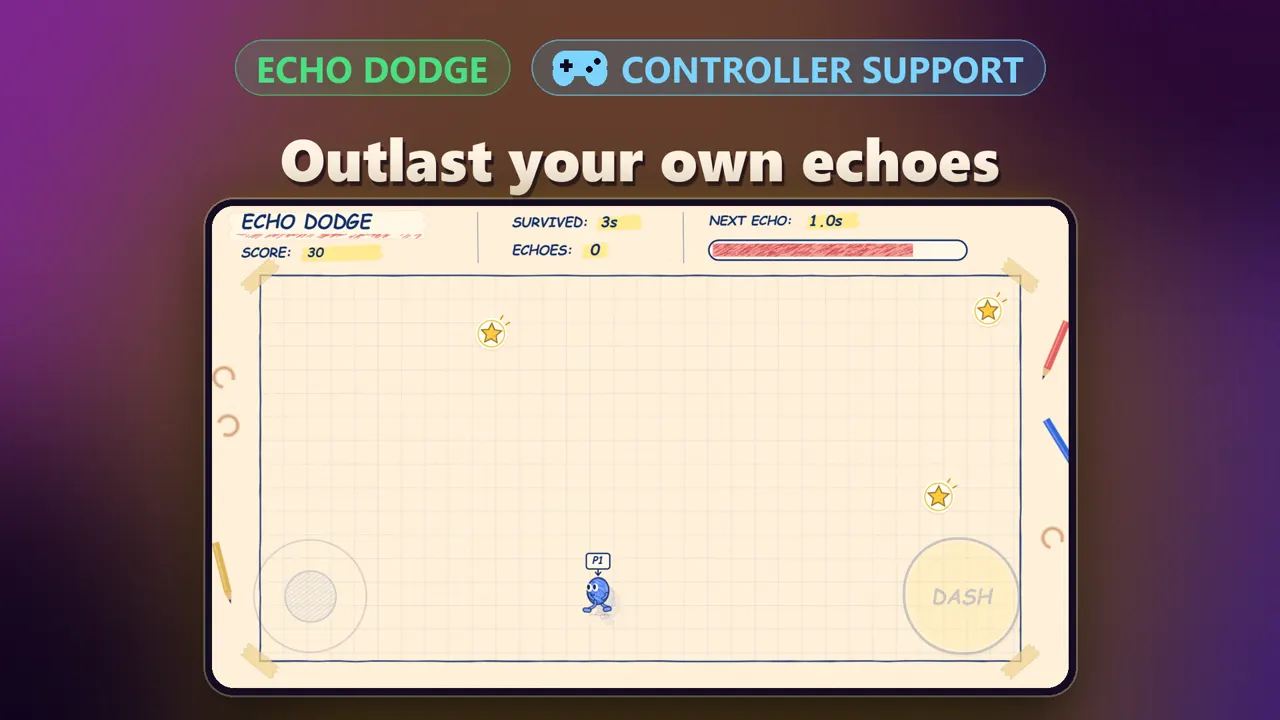 ECHO DODGE
CONTROLLER SUPPORT
Outlast your own echoes
ECHO DODGE
SCORE: 30
SURVIVED: 3s
ECHOES: 0
NEXT ECHO: 1.0s
P1
DASH